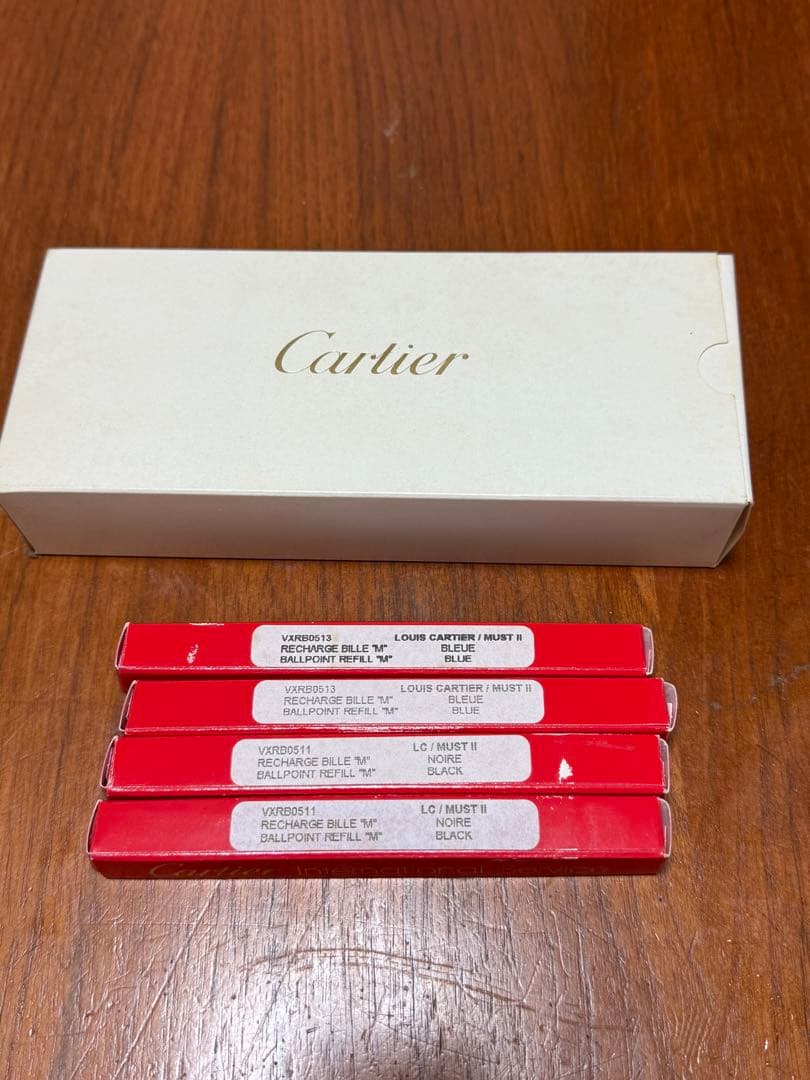 Cartier
VXRB0513 LOUIS CARTIER / MUST II
RECHARGE BILLE "M" BLEUE
BALLPOINT REFILL "M" BLUE
VXRB0513 LOUIS CARTIER / MUST II
RECHARGE BILLE "M" BLEUE
BALLPOINT REFILL "M" BLUE
VXRB0511 LC / MUST II
RECHARGE BILLE "M" NOIRE
BALLPOINT REFILL "M" BLACK
VXRB0511 LC / MUST II
RECHARGE BILLE "M" NOIRE
BALLPOINT REFILL "M" BLACK
Cartier International